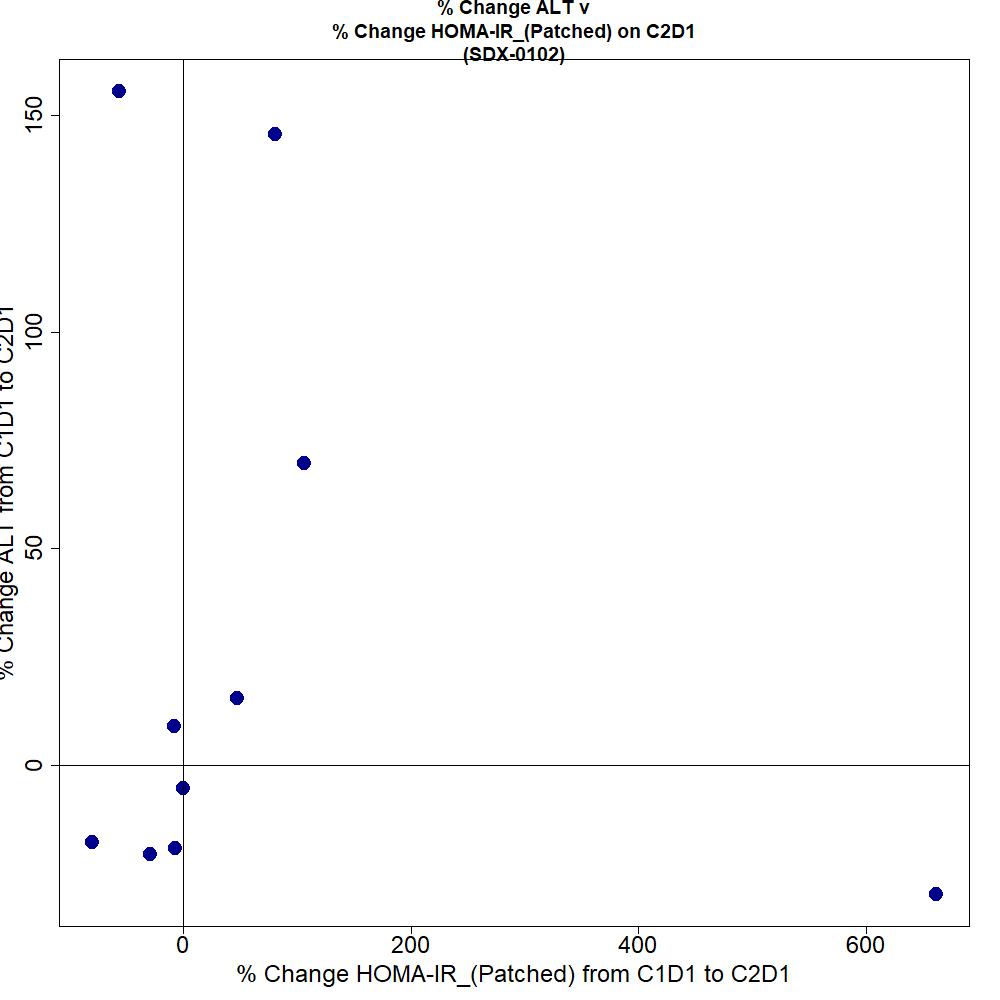 % Change ALT v
% Change HOMA-IR_(Patched) on C2D1
(SDX-0102)
% Change ALT from C1D1 to C2D1
150
100
50
0
0 200 400 600
% Change HOMA-IR_(Patched) from C1D1 to C2D1